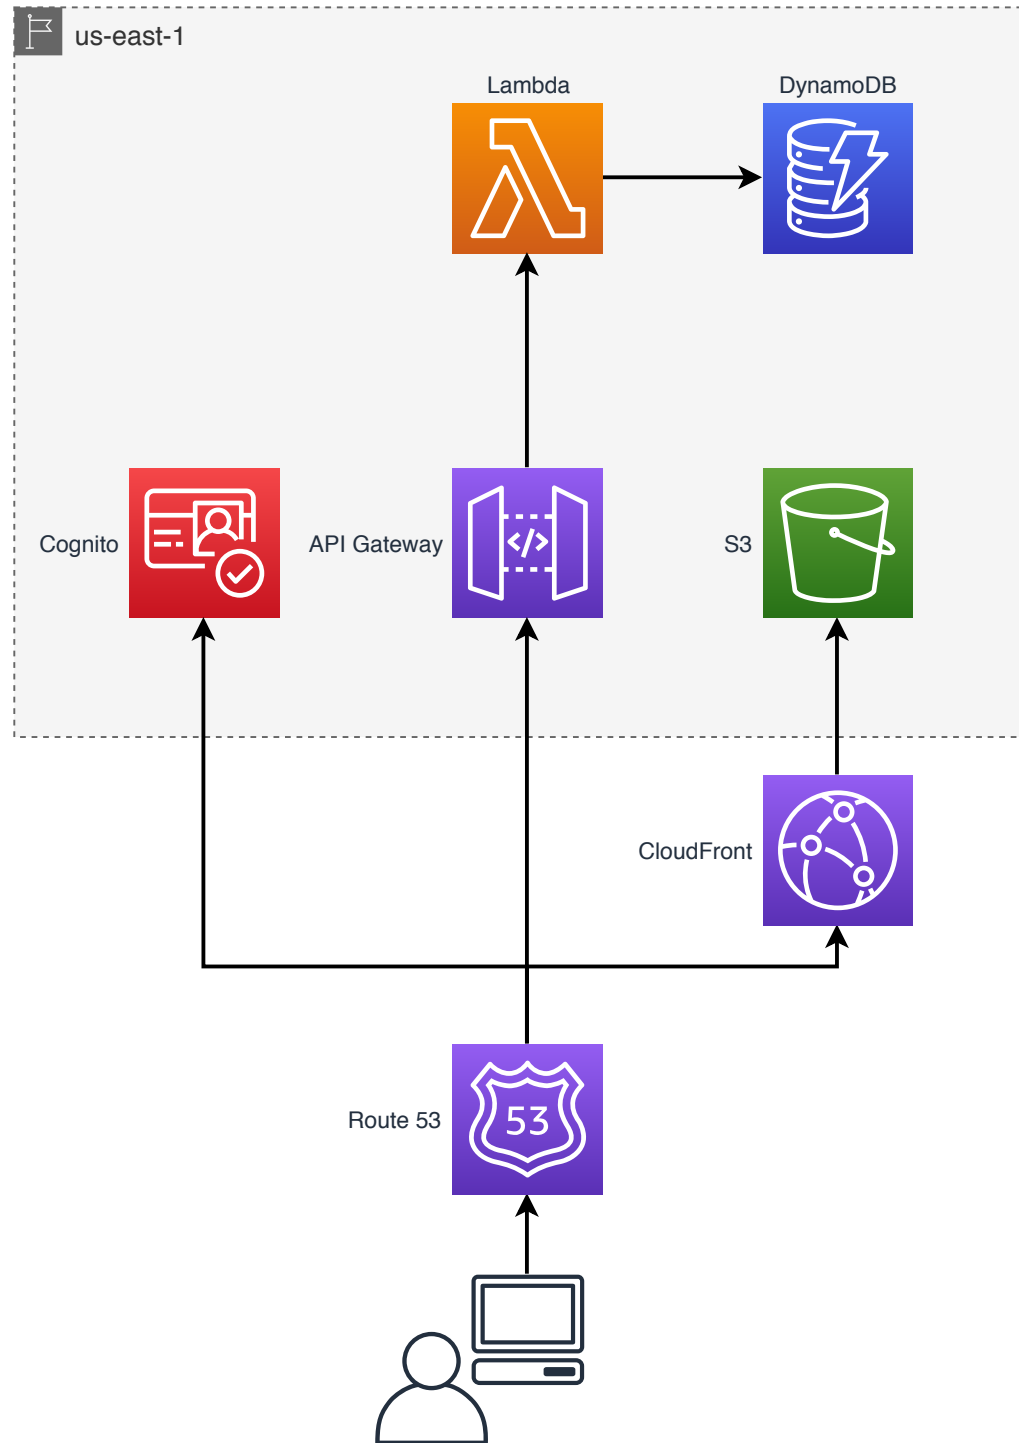 us-east-1
Lambda
DynamoDB
Cognito
API Gateway
</>
S3
CloudFront
Route 53
53